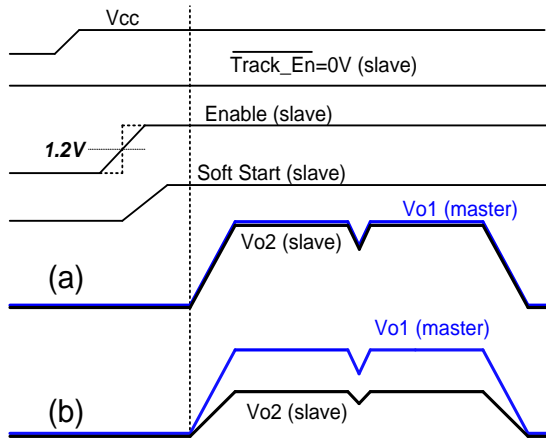 Vcc
Track_En=0V (slave)
Enable (slave)
1.2V
Soft Start (slave)
Vo1 (master)
Vo2 (slave)
(a)
Vo1 (master)
(b)
Vo2 (slave)